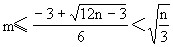 m≤ (−3+√(12n−3))/6 < √n/√3